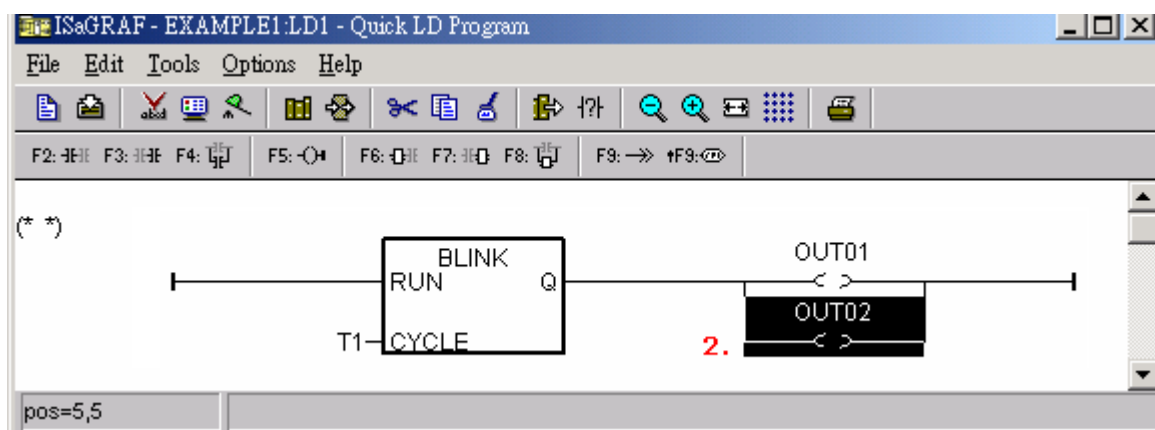 ISaGRAF - EXAMPLE1:LD1 - Quick LD Program
File Edit Tools Options Help
F2: F3: F4: F5: F6: F7: F8: F9: F9:
(* *)
BLINK
OUT01
RUN Q
OUT02
T1 CYCLE
2.
pos=5,5